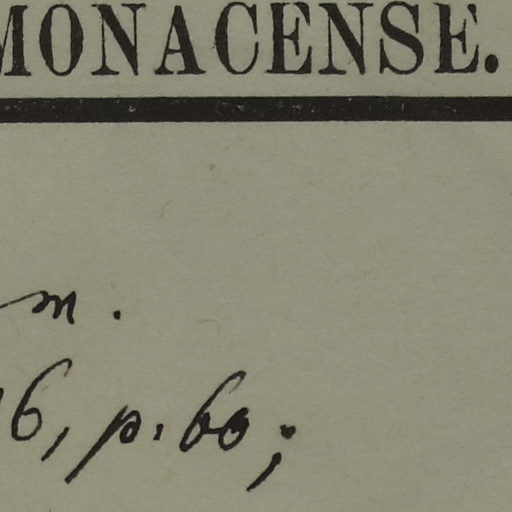 MONACENSE.
m.
6, p. 60;